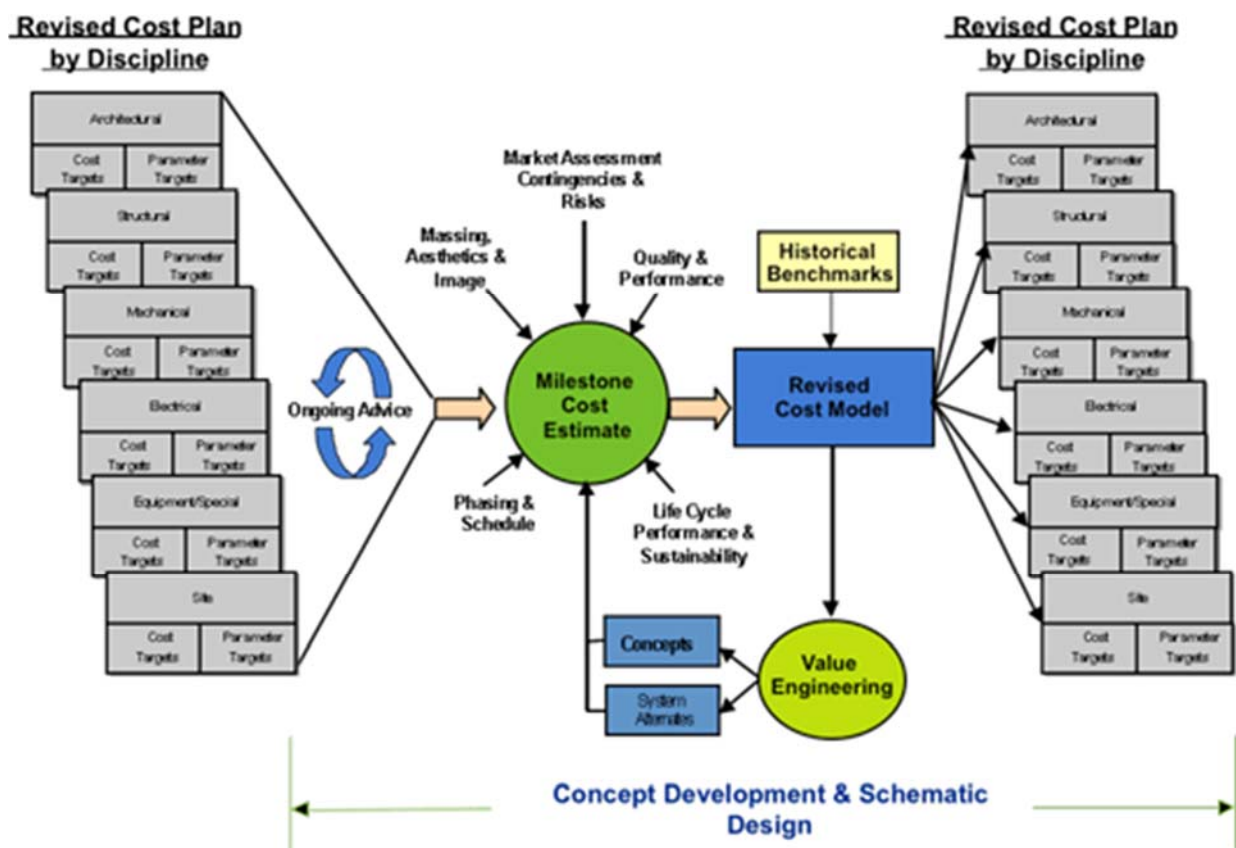 Revised Cost Plan
by Discipline
Architectural
Cost
Targets
Parameter
Targets
Structural
Cost
Targets
Parameter
Targets
Mechanical
Cost
Targets
Parameter
Targets
Electrical
Cost
Targets
Parameter
Targets
Equipment/Special
Cost
Targets
Parameter
Targets
Site
Cost
Targets
Parameter
Targets
Ongoing Advice
Market Assessment
Contingencies &
Risks
Massing,
Aesthetics &
Image
Quality &
Performance
Milestone
Cost
Estimate
Phasing &
Schedule
Life Cycle
Performance &
Sustainability
Historical
Benchmarks
Revised
Cost Model
Concepts
System
Alternates
Value
Engineering
Revised Cost Plan
by Discipline
Architectural
Cost
Targets
Parameter
Targets
Structural
Cost
Targets
Parameter
Targets
Mechanical
Cost
Targets
Parameter
Targets
Electrical
Cost
Targets
Parameter
Targets
Equipment/Special
Cost
Targets
Parameter
Targets
Site
Cost
Targets
Parameter
Targets
Concept Development & Schematic
Design